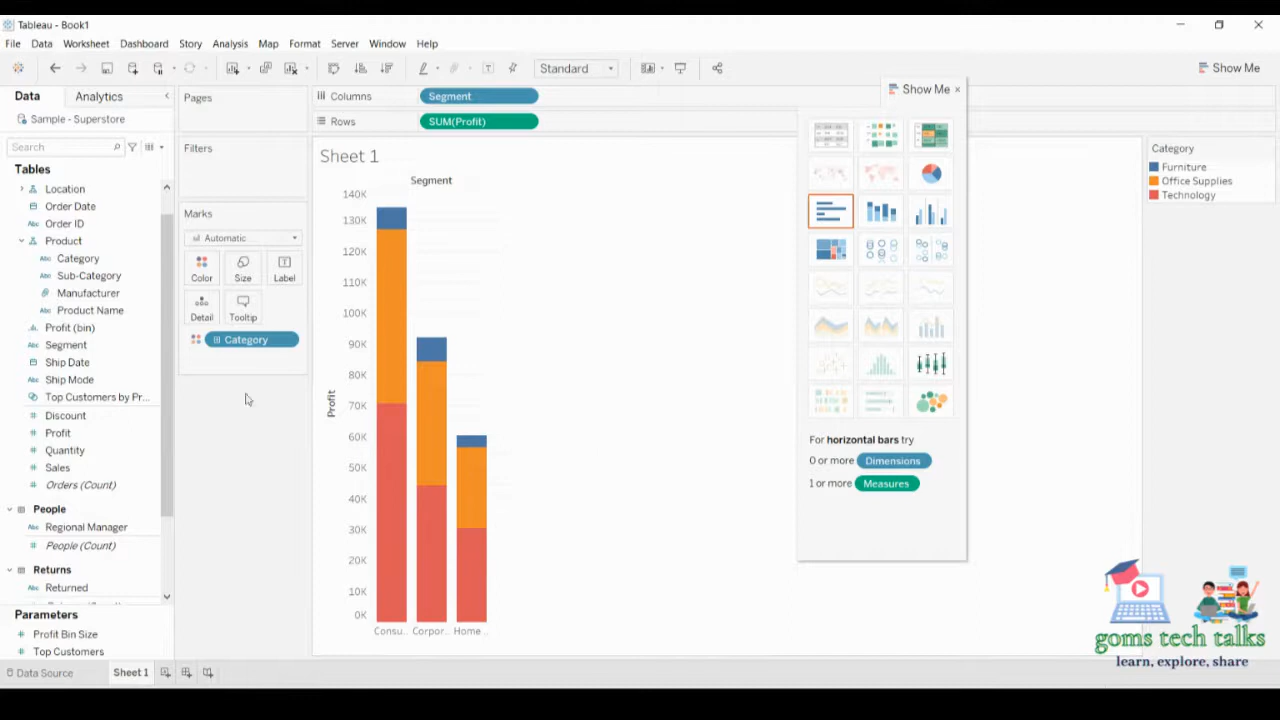 Tableau - Book1
File Data Worksheet Dashboard Story Analysis Map Format Server Window Help
Standard
Show Me
Data Analytics
Sample - Superstore
Search
Tables
Location
Order Date
Order ID
Product
Category
Sub-Category
Manufacturer
Product Name
Profit (bin)
Segment
Ship Date
Ship Mode
Top Customers by Pr...
Discount
Profit
Quantity
Sales
Orders (Count)
People
Regional Manager
People (Count)
Returns
Returned
Parameters
Profit Bin Size
Top Customers
Data Source
Sheet 1
Pages
Filters
Marks
Automatic
Color Size Label
Detail Tooltip
Category
Columns Segment
Rows SUM(Profit)
Sheet 1
Segment
140K
130K
120K
110K
100K
90K
80K
70K
60K
50K
40K
30K
20K
10K
0K
Profit
Consu.. Corpor.. Home ..
Show Me ×
For horizontal bars try
0 or more Dimensions
1 or more Measures
Category
Furniture
Office Supplies
Technology
goms tech talks
learn, explore, share